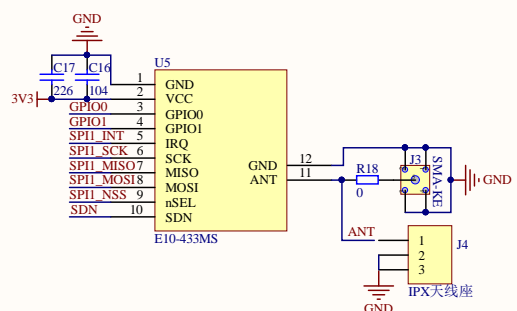 GND
C17
C16
226
104
3V3
U5
1
GND
2
VCC
GPIO0
3
GPIO0
GPIO1
4
GPIO1
SPI1_INT
5
IRQ
SPI1_SCK
6
SCK
SPI1_MISO
7
MISO
SPI1_MOSI
8
MOSI
SPI1_NSS
9
nSEL
SDN
10
SDN
GND
12
ANT
11
E10-433MS
R18
0
J3
SMA-KE
GND
ANT
1
2
3
J4
IPX天线座
GND